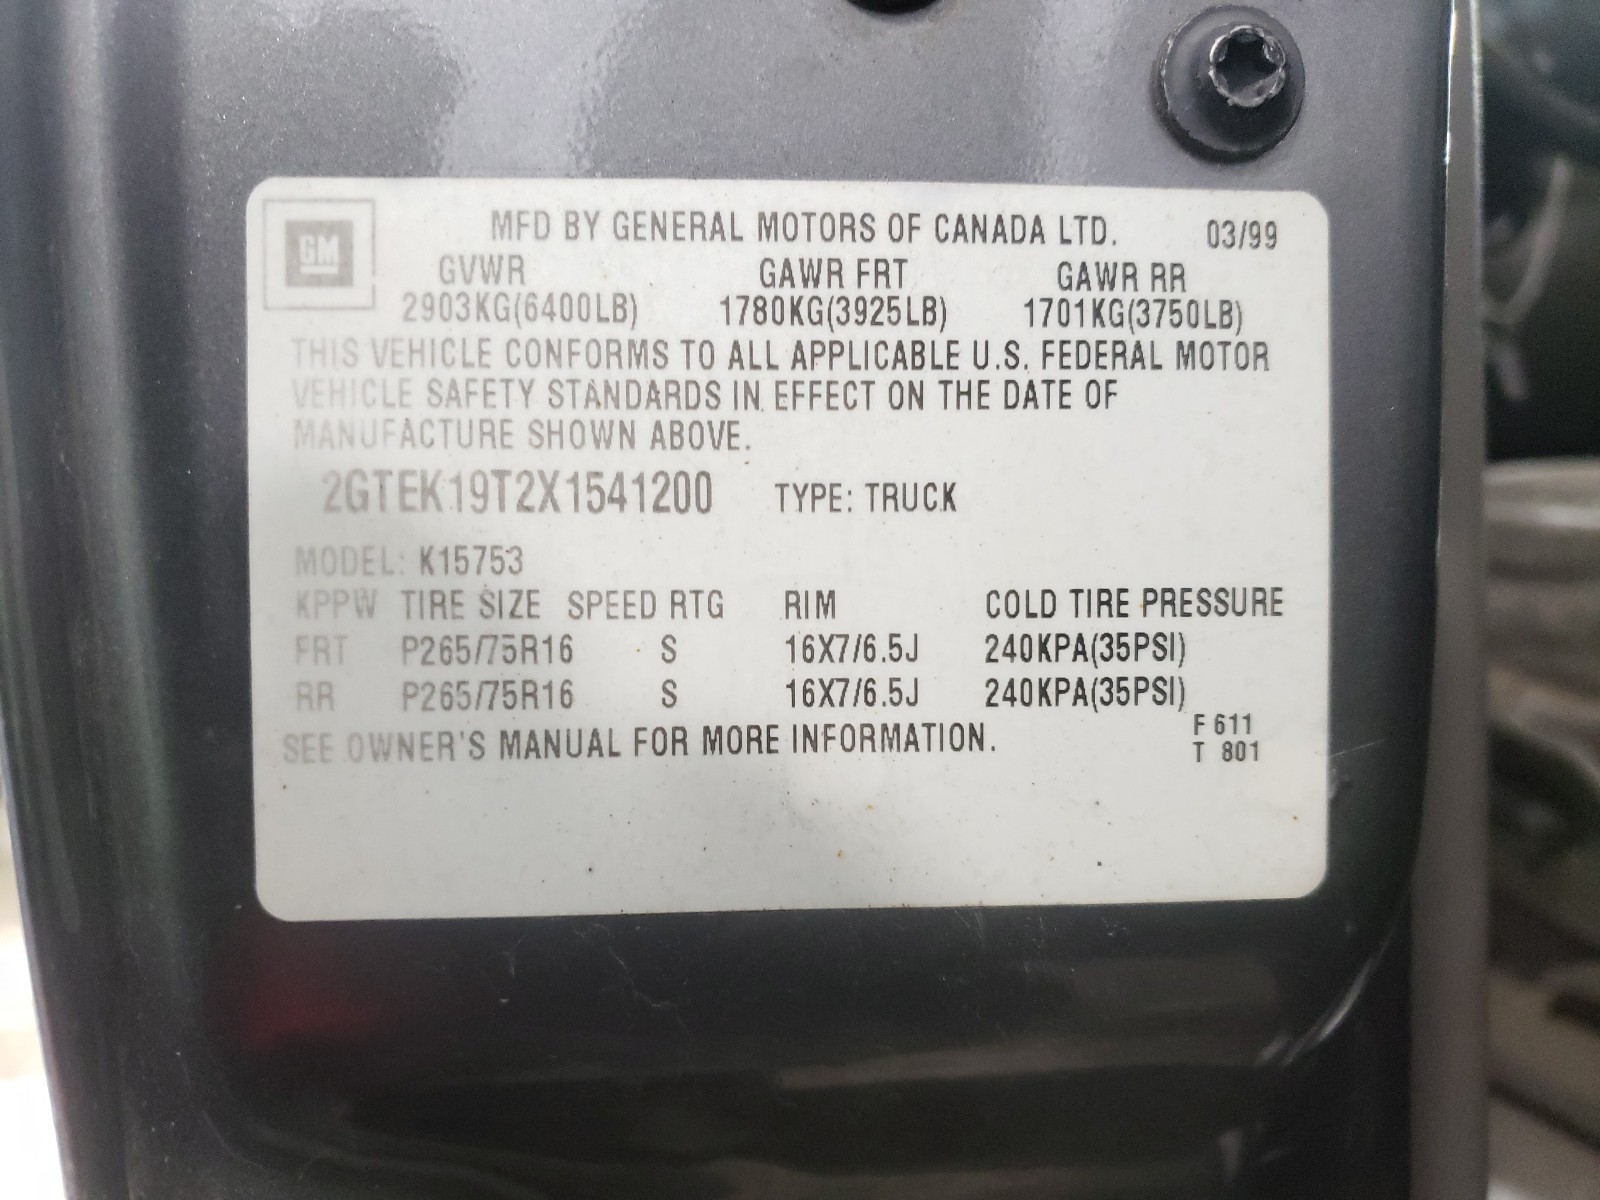 GM
MFD BY GENERAL MOTORS OF CANADA LTD. 03/99
GVWR GAWR FRT GAWR RR
2903KG(6400LB) 1780KG(3925LB) 1701KG(3750LB)
THIS VEHICLE CONFORMS TO ALL APPLICABLE U.S. FEDERAL MOTOR
VEHICLE SAFETY STANDARDS IN EFFECT ON THE DATE OF
MANUFACTURE SHOWN ABOVE.
2GTEK19T2X1541200 TYPE: TRUCK
MODEL: K15753
KPPW TIRE SIZE SPEED RTG RIM COLD TIRE PRESSURE
FRT P265/75R16 S 16X7/6.5J 240KPA(35PSI)
RR P265/75R16 S 16X7/6.5J 240KPA(35PSI)
SEE OWNER'S MANUAL FOR MORE INFORMATION.
F 611
T 801